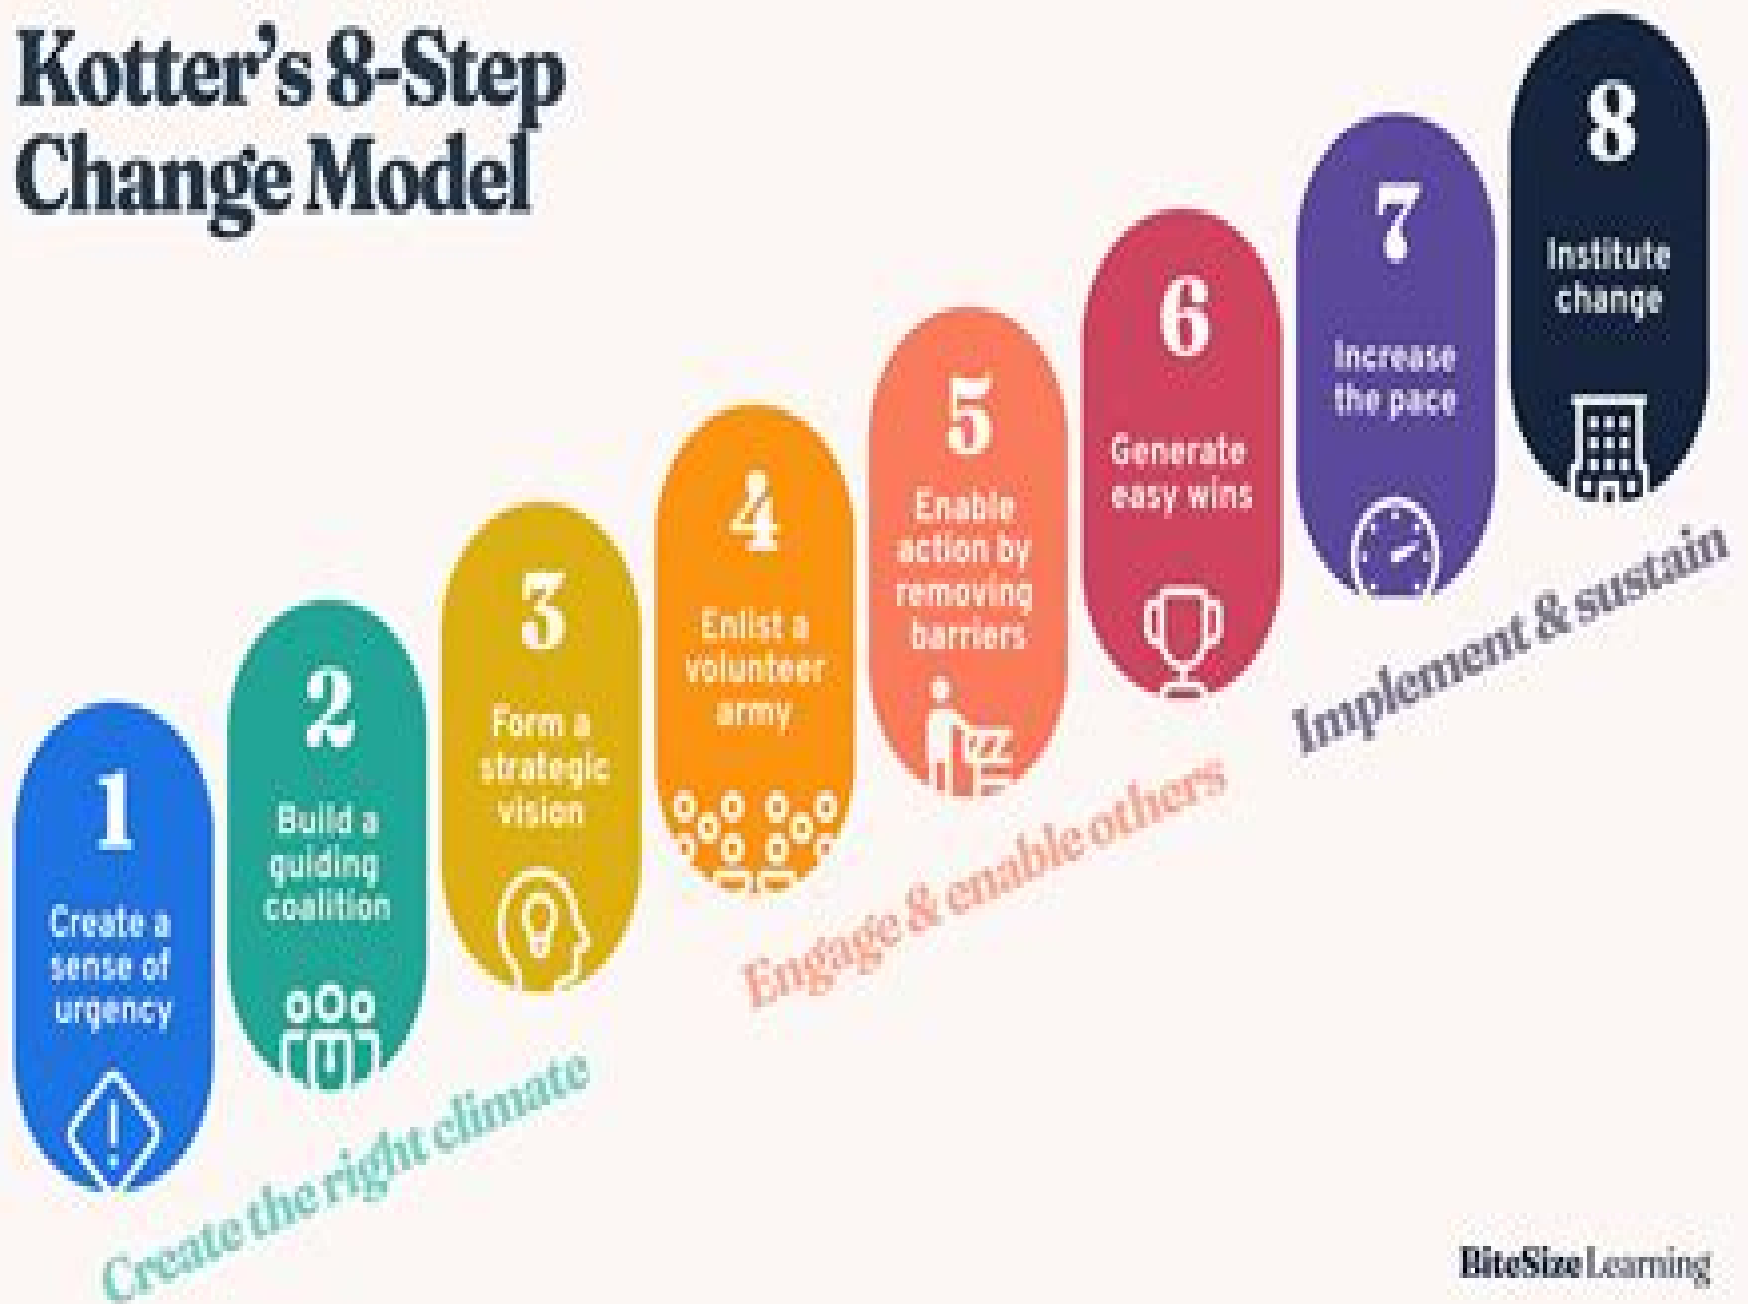 Kotter's 8-Step
Change Model
1
Create a
sense of
urgency
2
Build a
guiding
coalition
3
Form a
strategic
vision
4
Enlist a
volunteer
army
5
Enable
action by
removing
barriers
6
Generate
easy wins
7
Increase
the pace
8
Institute
change
Create the right climate
Engage & enable others
Implement & sustain
BiteSize Learning